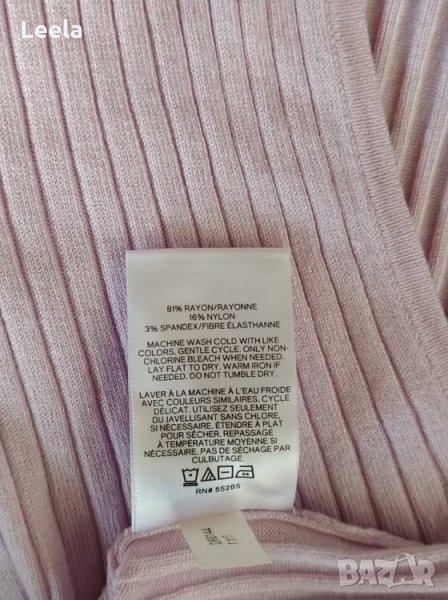 Leela
81% RAYON/RAYONNE
16% NYLON
3% SPANDEX/FIBRE ÉLASTHANNE
MACHINE WASH COLD WITH LIKE
COLORS. GENTLE CYCLE. ONLY NON-
CHLORINE BLEACH WHEN NEEDED.
LAY FLAT TO DRY. WARM IRON IF
NEEDED. DO NOT TUMBLE DRY.
LAVER À LA MACHINE À L'EAU FROIDE
AVEC COULEURS SIMILAIRES, CYCLE
DÉLICAT. UTILISEZ SEULEMENT
DU JAVELLISANT SANS CHLORE,
SI NÉCESSAIRE. ÉTENDRE À PLAT
POUR SÉCHER. REPASSAGE
À TEMPÉRATURE MOYENNE SI
NÉCESSAIRE. PAS DE SÉCHAGE PAR
CULBUTAGE.
RN# 55285
BAZAR
bg